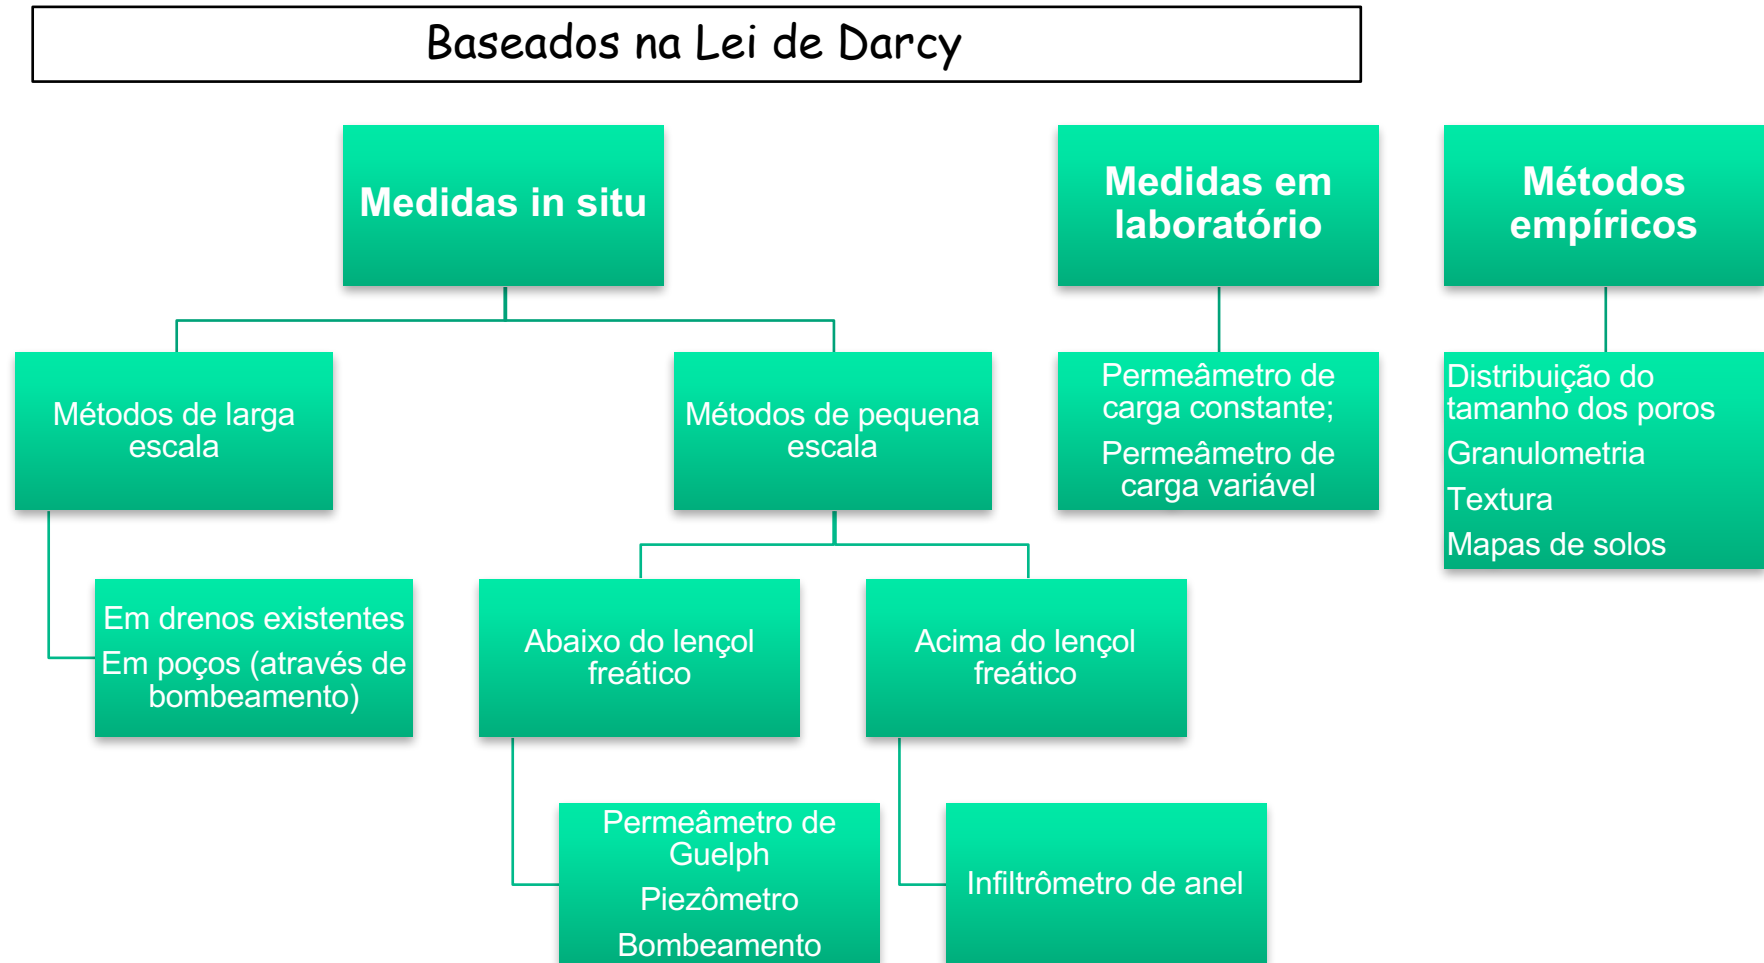 Baseados na Lei de Darcy
Medidas in situ
Medidas em
laboratório
Métodos
empíricos
Métodos de larga
escala
Métodos de pequena
escala
Permeâmetro de
carga constante;
Permeâmetro de
carga variável
Distribuição do
tamanho dos poros
Granulometria
Textura
Mapas de solos
Em drenos existentes
Em poços (através de
bombeamento)
Abaixo do lençol
freático
Acima do lençol
freático
Permeâmetro de
Guelph
Piezômetro
Bombeamento
Infiltrômetro de anel